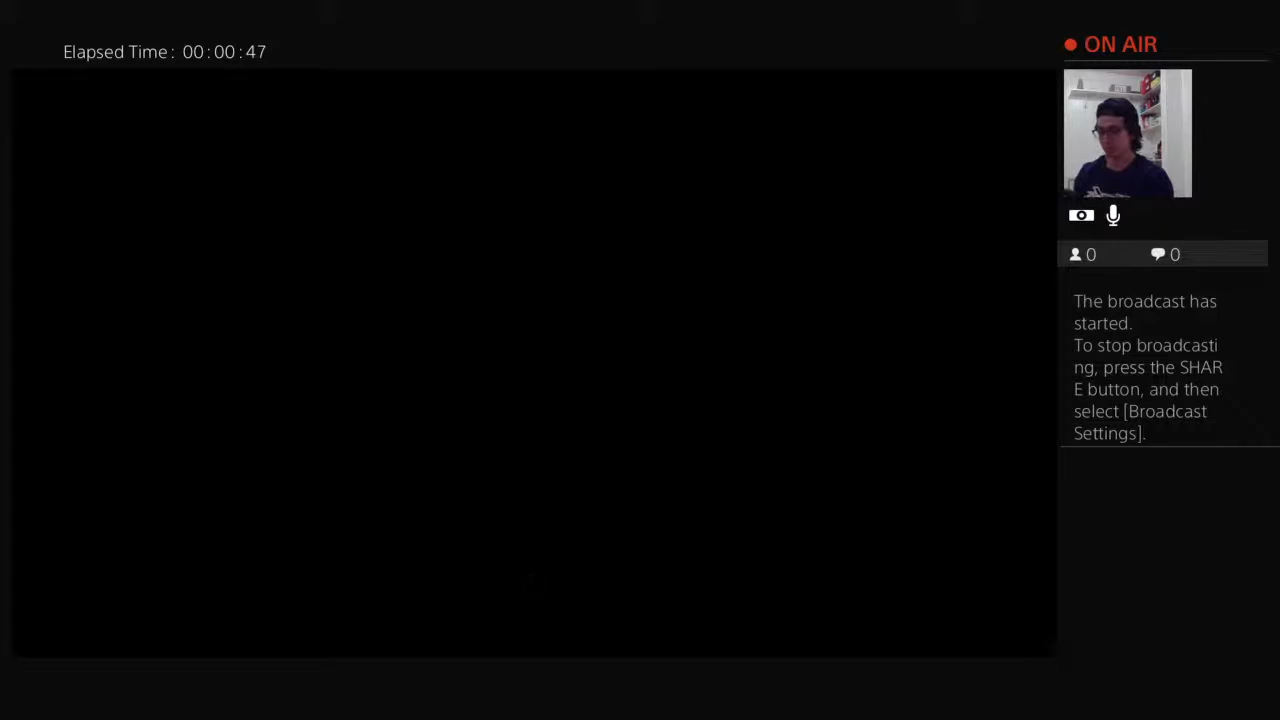 Elapsed Time: 00:00:47
ON AIR
0 0
The broadcast has
started.
To stop broadcasti
ng, press the SHAR
E button, and then
select [Broadcast
Settings].